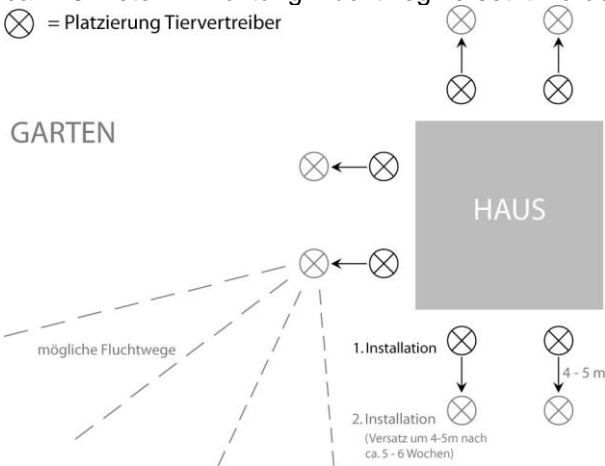 = Platzierung Tiervertreiber
GARTEN
HAUS
mögliche Fluchtwege
1. Installation
4 - 5 m
2. Installation
(Versatz um 4-5m nach
ca. 5 - 6 Wochen)